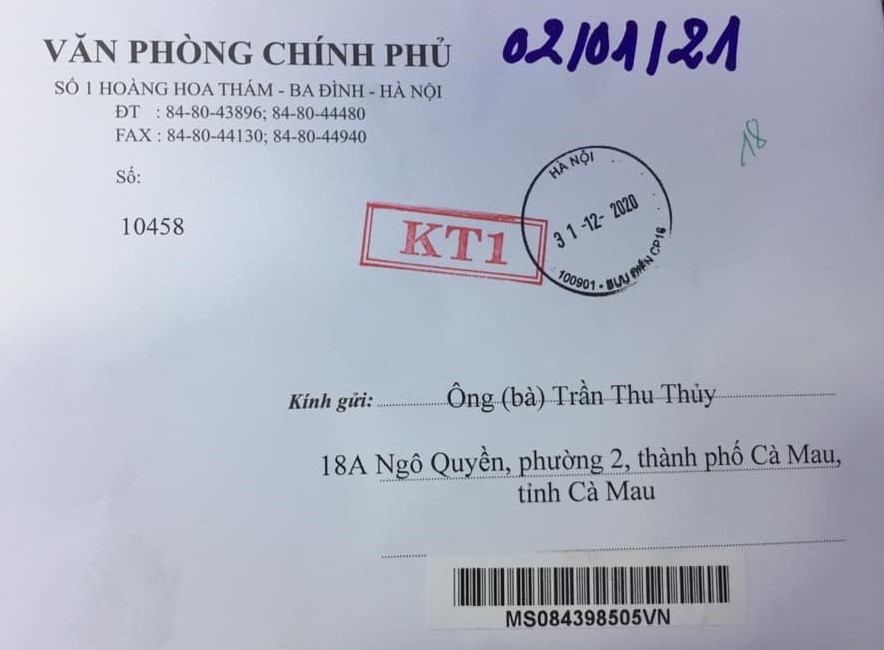 VĂN PHÒNG CHÍNH PHỦ
02/01/21
SỐ 1 HOÀNG HOA THÁM - BA ĐÌNH - HÀ NỘI
ĐT : 84-80-43896; 84-80-44480
FAX : 84-80-44130; 84-80-44940
18
Số:
10458
KT1
HÀ NỘI
31-12-2020
100901 • BƯU ĐIỆN CP16
Kính gửi: Ông (bà) Trần Thu Thủy
18A Ngô Quyền, phường 2, thành phố Cà Mau,
tỉnh Cà Mau
MS084398505VN